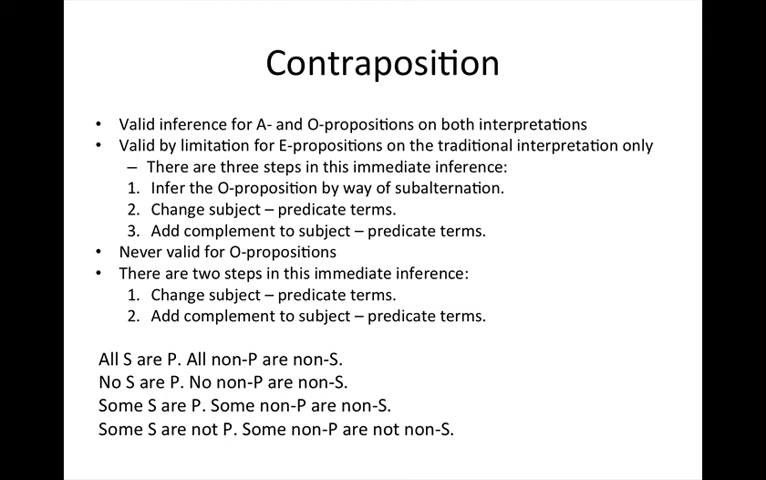 Contraposition
• Valid inference for A- and O-propositions on both interpretations
• Valid by limitation for E-propositions on the traditional interpretation only
– There are three steps in this immediate inference:
1. Infer the O-proposition by way of subalternation.
2. Change subject – predicate terms.
3. Add complement to subject – predicate terms.
• Never valid for O-propositions
• There are two steps in this immediate inference:
1. Change subject – predicate terms.
2. Add complement to subject – predicate terms.
All S are P. All non-P are non-S.
No S are P. No non-P are non-S.
Some S are P. Some non-P are non-S.
Some S are not P. Some non-P are not non-S.